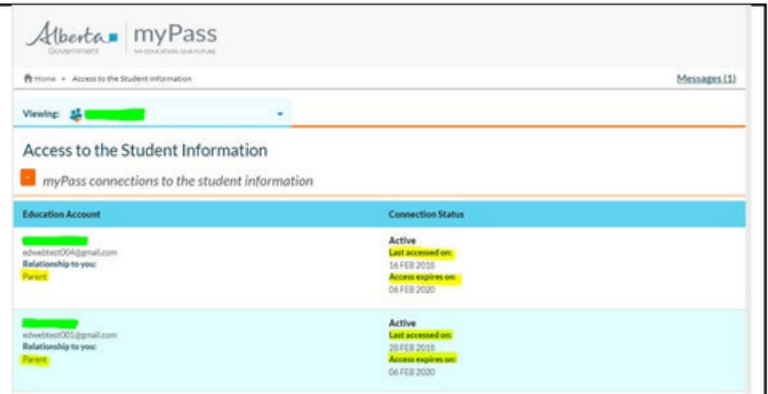 Alberta Government
myPass
MY EDUCATION, OUR FUTURE
Home • Access to the Student Information
Messages (1)
Viewing:
Access to the Student Information
- myPass connections to the student information
Education Account Connection Status
edwebtest004@gmail.com
Relationship to you:
Parent
Active
Last accessed on:
16 FEB 2018
Access expires on:
06 FEB 2020
edwebtest001@gmail.com
Relationship to you:
Parent
Active
Last accessed on:
28 FEB 2018
Access expires on:
06 FEB 2020